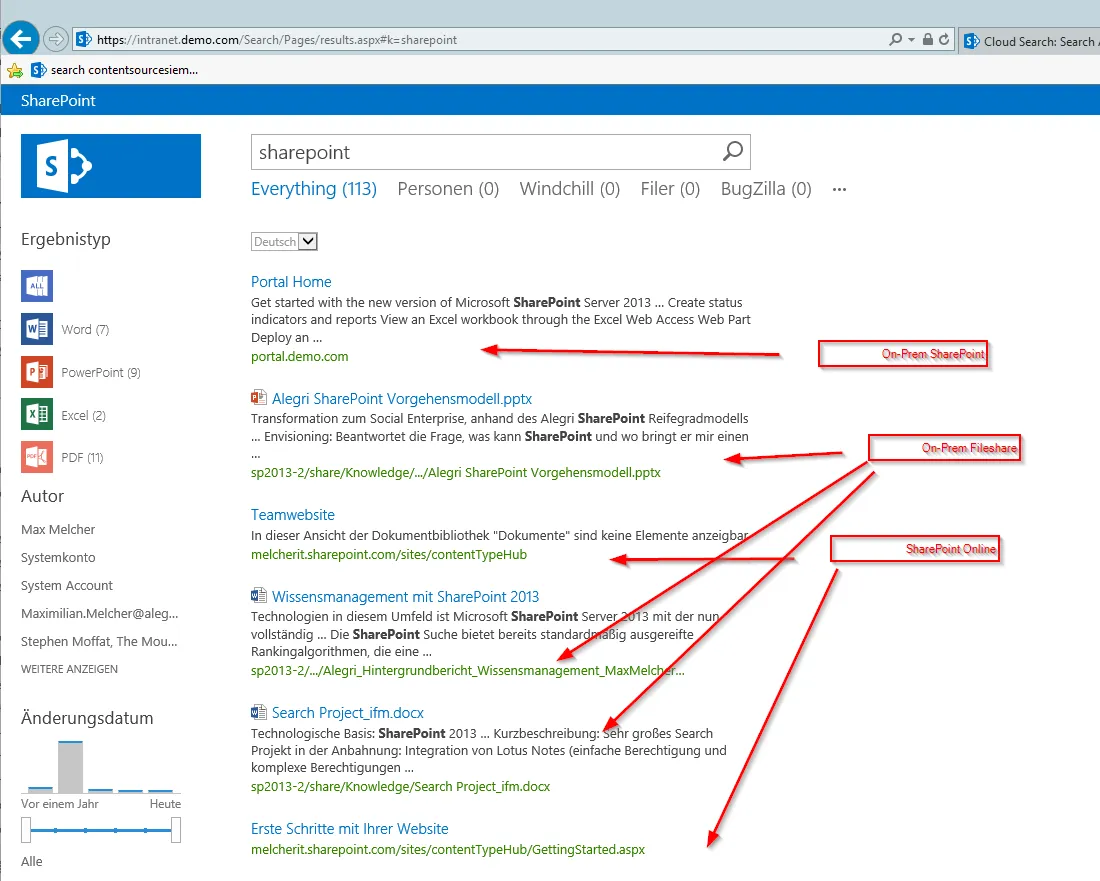 https://intranet.demo.com/Search/Pages/results.aspx#k=sharepoint
Cloud Search: Search
search contentsourcesiem...
SharePoint
sharepoint
Everything (113) Personen (0) Windchill (0) Filer (0) BugZilla (0) ...
Ergebnistyp
ALL
Word (7)
PowerPoint (9)
Excel (2)
PDF (11)
Autor
Max Melcher
Systemkonto
System Account
Maximilian.Melcher@aleg...
Stephen Moffat, The Mou...
WEITERE ANZEIGEN
Änderungsdatum
Vor einem Jahr Heute
Alle
Deutsch
Portal Home
Get started with the new version of Microsoft SharePoint Server 2013 ... Create status
indicators and reports View an Excel workbook through the Excel Web Access Web Part
Deploy an ...
portal.demo.com
On-Prem SharePoint
Alegri SharePoint Vorgehensmodell.pptx
Transformation zum Social Enterprise, anhand des Alegri SharePoint Reifegradmodells
... Envisioning: Beantwortet die Frage, was kann SharePoint und wo bringt er mir einen
...
sp2013-2/share/Knowledge/.../Alegri SharePoint Vorgehensmodell.pptx
On-Prem Fileshare
Teamwebsite
In dieser Ansicht der Dokumentbibliothek "Dokumente" sind keine Elemente anzeigbar
melcherit.sharepoint.com/sites/contentTypeHub
SharePoint Online
Wissensmanagement mit SharePoint 2013
Technologien in diesem Umfeld ist Microsoft SharePoint Server 2013 mit der nun
vollständig ... Die SharePoint Suche bietet bereits standardmäßig ausgereifte
Rankingalgorithmen, die eine ...
sp2013-2/.../Alegri_Hintergrundbericht_Wissensmanagement_MaxMelcher...
Search Project_ifm.docx
Technologische Basis: SharePoint 2013 ... Kurzbeschreibung: Sehr großes Search
Projekt in der Anbahnung: Integration von Lotus Notes (einfache Berechtigung und
komplexe Berechtigungen ...
sp2013-2/share/Knowledge/Search Project_ifm.docx
Erste Schritte mit Ihrer Website
melcherit.sharepoint.com/sites/contentTypeHub/GettingStarted.aspx